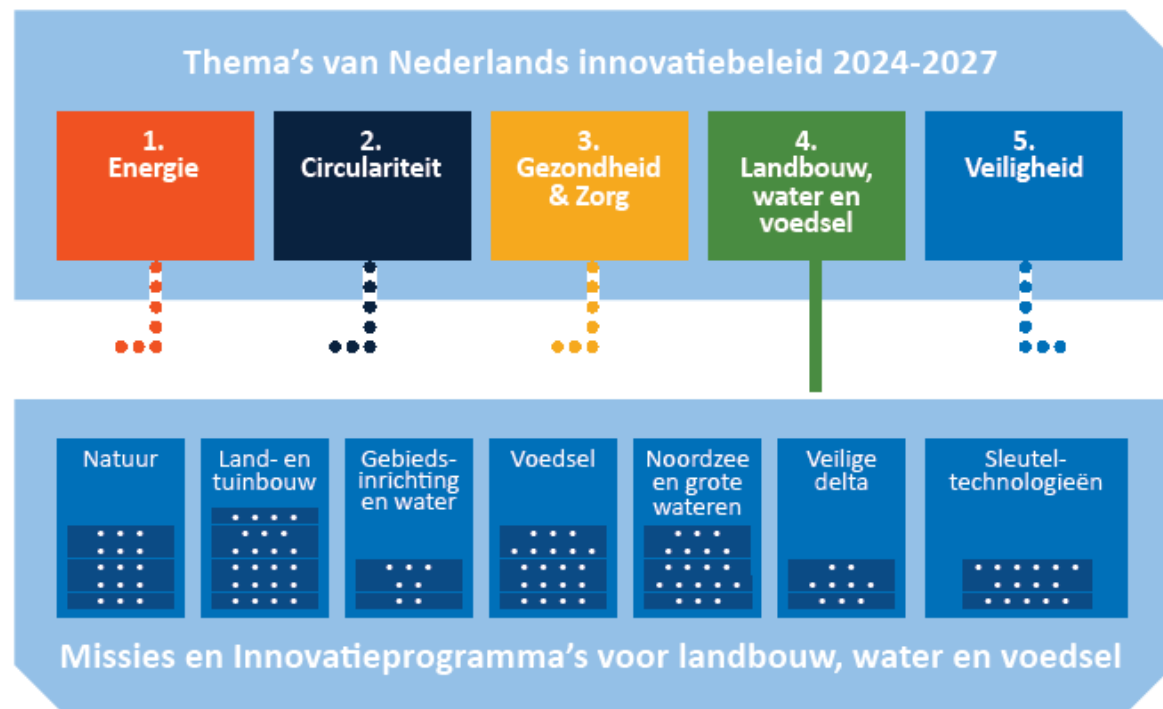 Thema's van Nederlands innovatiebeleid 2024-2027
1.
Energie
2.
Circulariteit
3.
Gezondheid
& Zorg
4.
Landbouw,
water en
voedsel
5.
Veiligheid
Natuur
Land- en
tuinbouw
Gebieds-
inrichting
en water
Voedsel
Noordzee
en grote
wateren
Veilige
delta
Sleutel-
technologieën
Missies en Innovatieprogramma's voor landbouw, water en voedsel